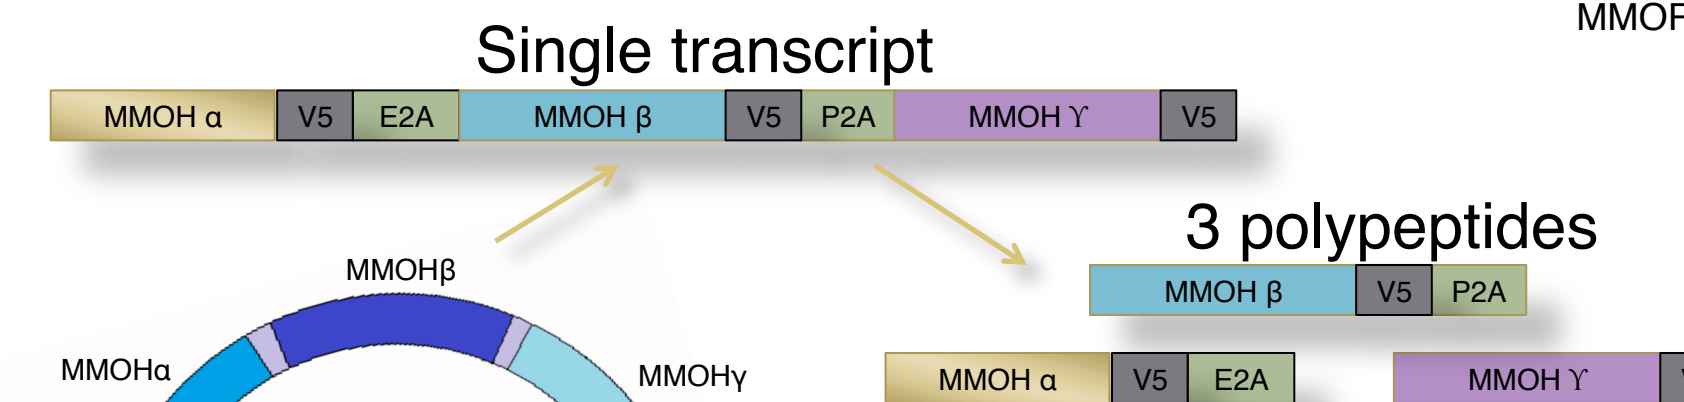 MMOF
Single transcript
MMOH α V5 E2A MMOH β V5 P2A MMOH ϒ V5
3 polypeptides
MMOHβ
MMOH β V5 P2A
MMOHα
MMOHγ
MMOH α V5 E2A MMOH ϒ